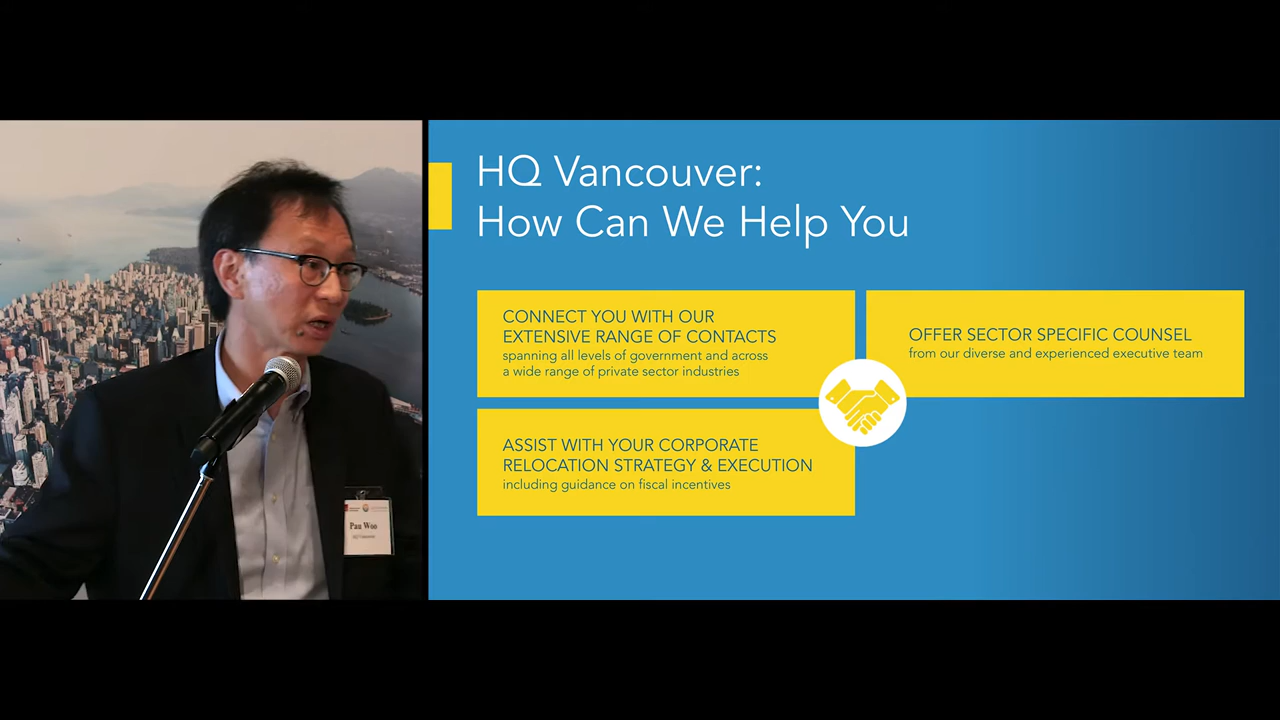 HQ Vancouver:
How Can We Help You
CONNECT YOU WITH OUR
EXTENSIVE RANGE OF CONTACTS
spanning all levels of government and across
a wide range of private sector industries
OFFER SECTOR SPECIFIC COUNSEL
from our diverse and experienced executive team
ASSIST WITH YOUR CORPORATE
RELOCATION STRATEGY & EXECUTION
including guidance on fiscal incentives
Pau Woo
HQ Vancouver